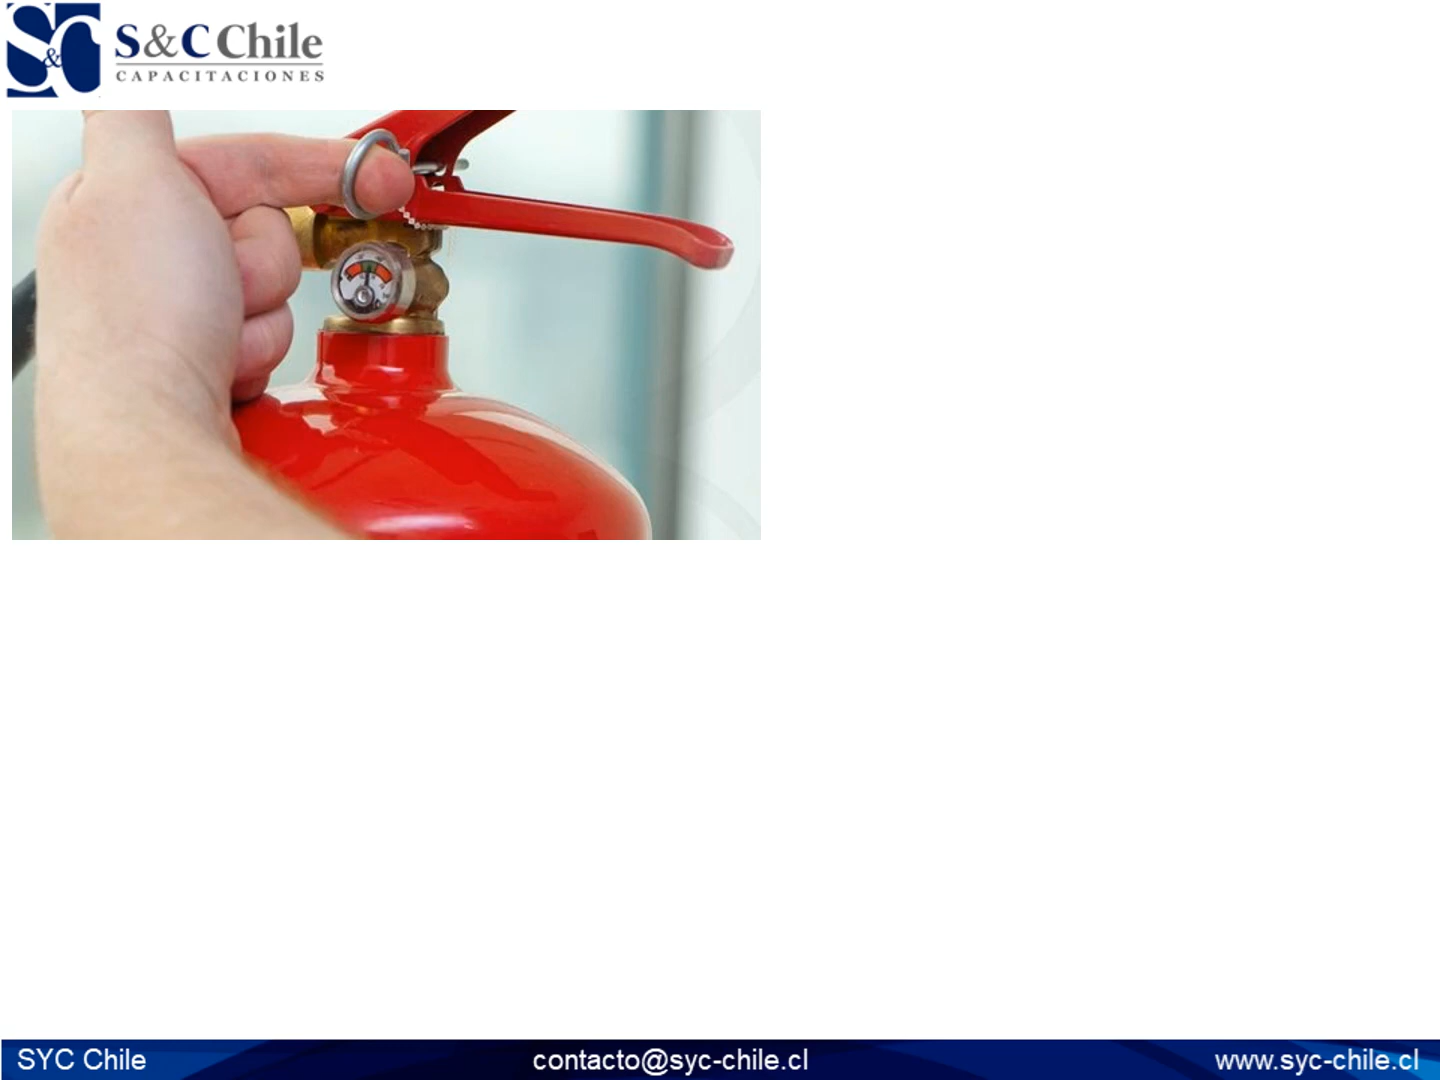 S&C
S&C Chile
CAPACITACIONES
SYC Chile
contacto@syc-chile.cl
www.syc-chile.cl